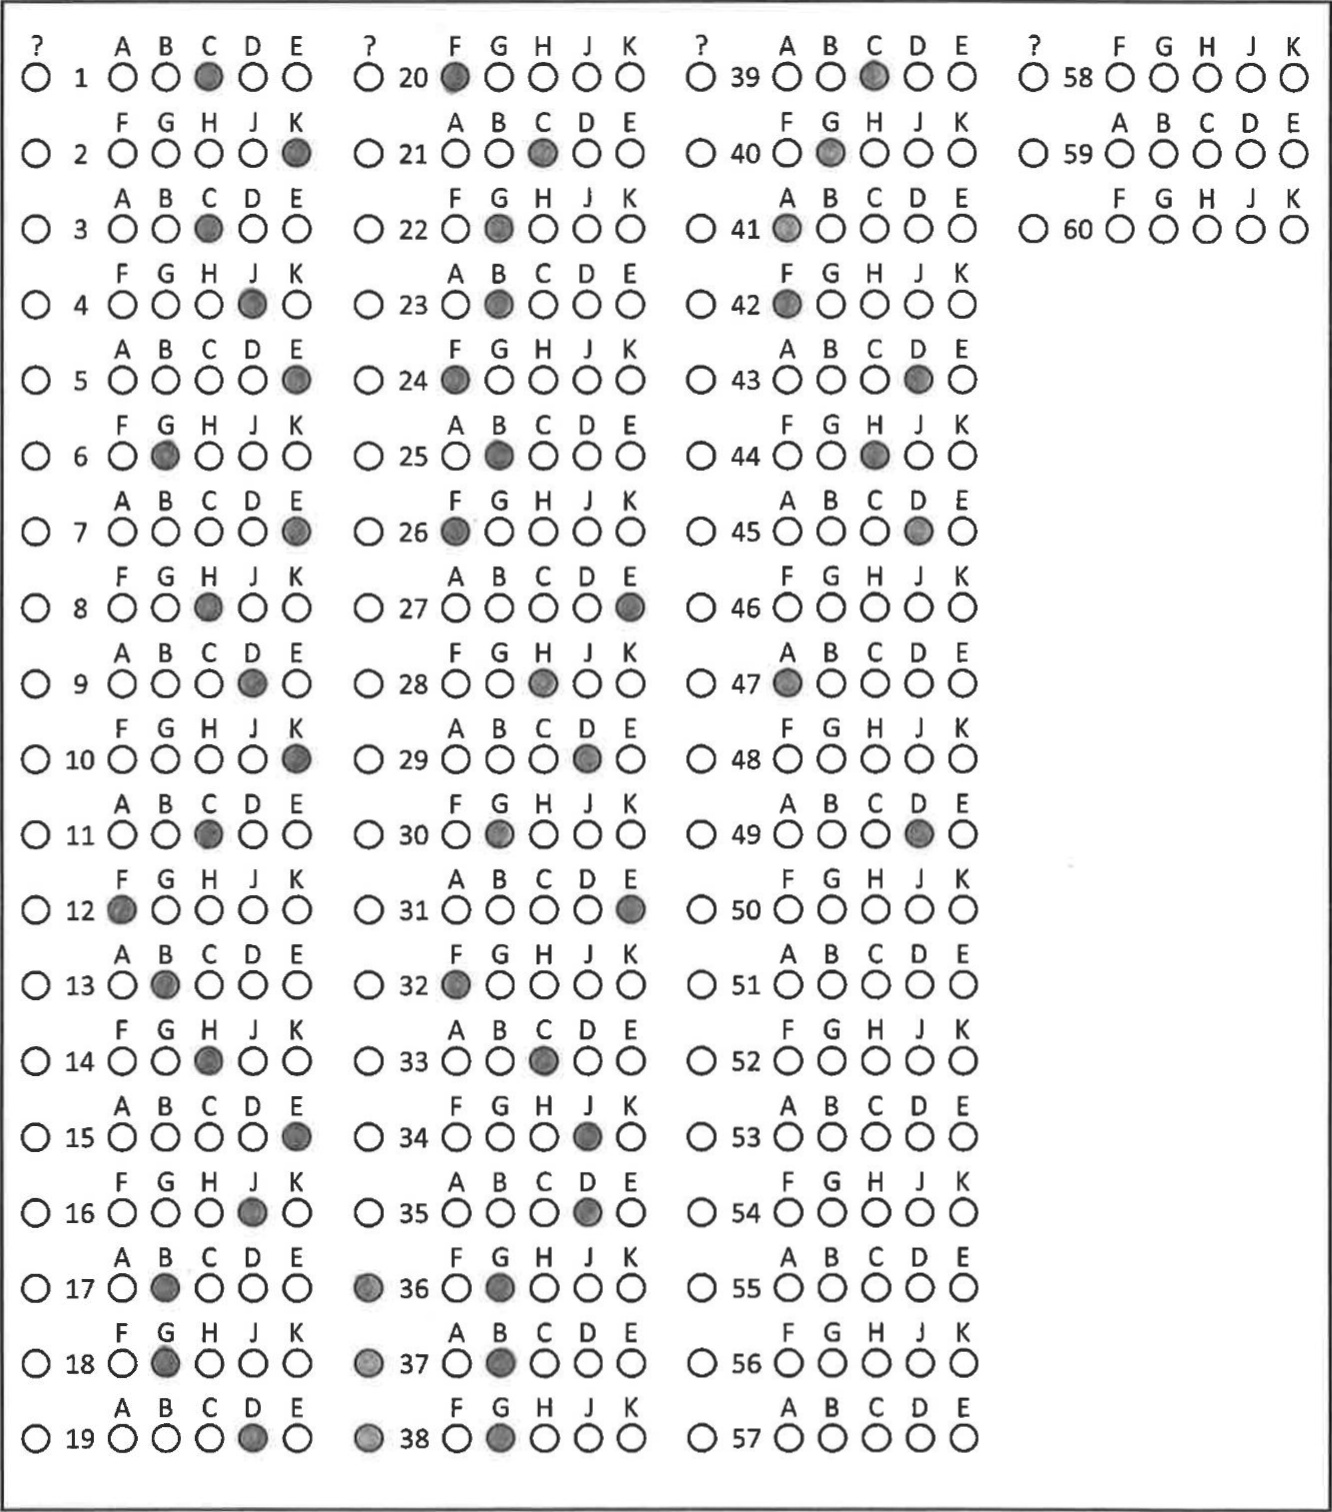 ? A B C D E ? F G H J K ? A B C D E ? F G H J K
1 20 39 58
F G H J K A B C D E F G H J K A B C D E
2 21 40 59
A B C D E F G H J K A B C D E F G H J K
3 22 41 60
F G H J K A B C D E F G H J K
4 23 42
A B C D E F G H J K A B C D E
5 24 43
F G H J K A B C D E F G H J K
6 25 44
A B C D E F G H J K A B C D E
7 26 45
F G H J K A B C D E F G H J K
8 27 46
A B C D E F G H J K A B C D E
9 28 47
F G H J K A B C D E F G H J K
10 29 48
A B C D E F G H J K A B C D E
11 30 49
F G H J K A B C D E F G H J K
12 31 50
A B C D E F G H J K A B C D E
13 32 51
F G H J K A B C D E F G H J K
14 33 52
A B C D E F G H J K A B C D E
15 34 53
F G H J K A B C D E F G H J K
16 35 54
A B C D E F G H J K A B C D E
17 36 55
F G H J K A B C D E F G H J K
18 37 56
A B C D E F G H J K A B C D E
19 38 57